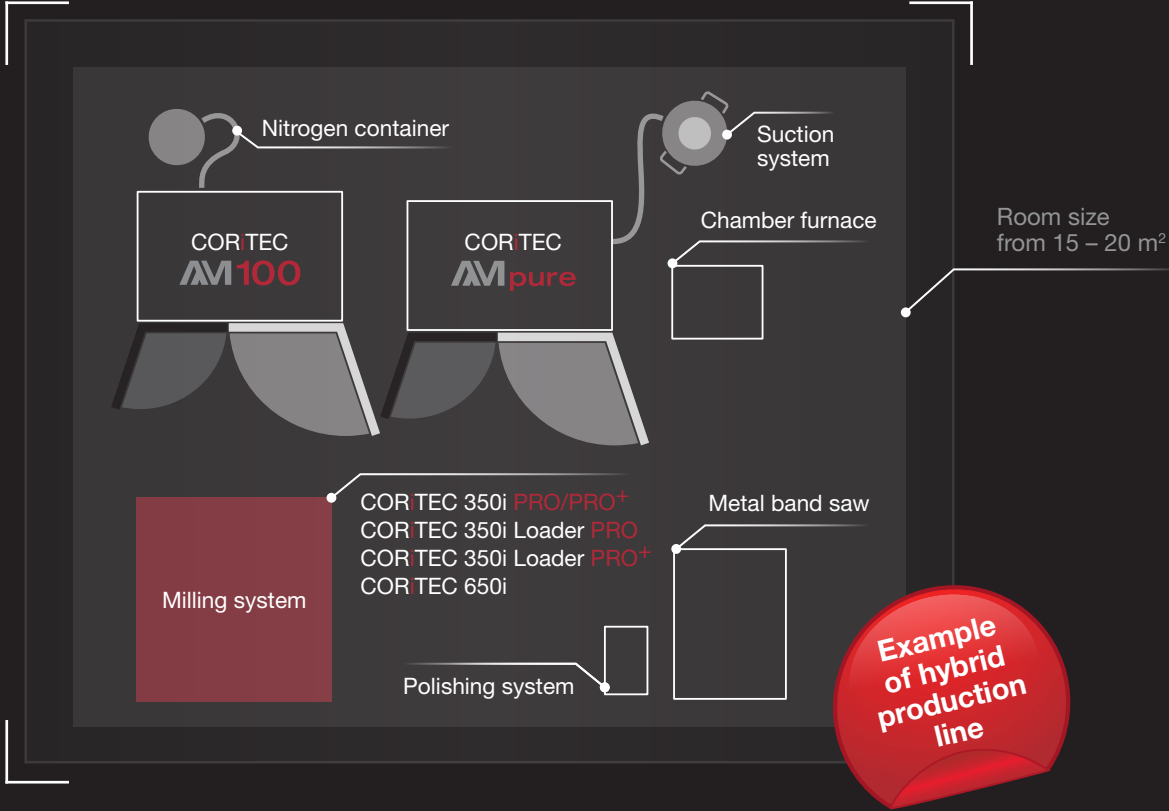 Nitrogen container
Suction
system
CORiTEC
AM100
CORiTEC
AMpure
Chamber furnace
Room size
from 15 – 20 m²
CORiTEC 350i PRO/PRO⁺
CORiTEC 350i Loader PRO
CORiTEC 350i Loader PRO⁺
CORiTEC 650i
Metal band saw
Milling system
Polishing system
Example
of hybrid
production
line